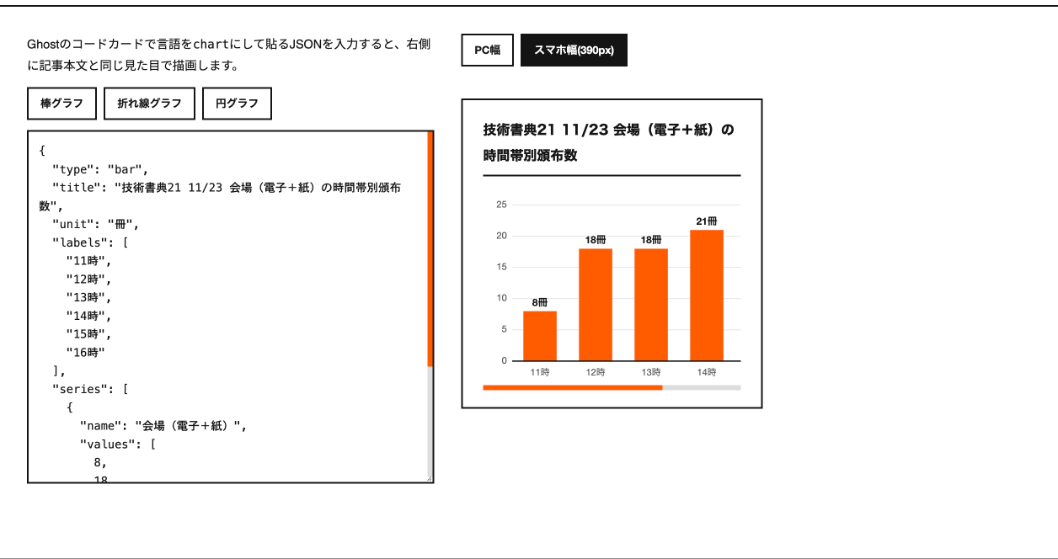 Ghostのコードカードで言語をchartにして貼るJSONを入力すると、右側
に記事本文と同じ見た目で描画します。
棒グラフ
折れ線グラフ
円グラフ
{
"type": "bar",
"title": "技術書典21 11/23 会場（電子＋紙）の時間帯別頒布
数",
"unit": "冊",
"labels": [
"11時",
"12時",
"13時",
"14時",
"15時",
"16時"
],
"series": [
{
"name": "会場（電子＋紙）",
"values": [
8,
18
PC幅
スマホ幅(390px)
技術書典21 11/23 会場（電子＋紙）の
時間帯別頒布数
25
20
15
10
5
0
8冊
18冊
18冊
21冊
11時
12時
13時
14時